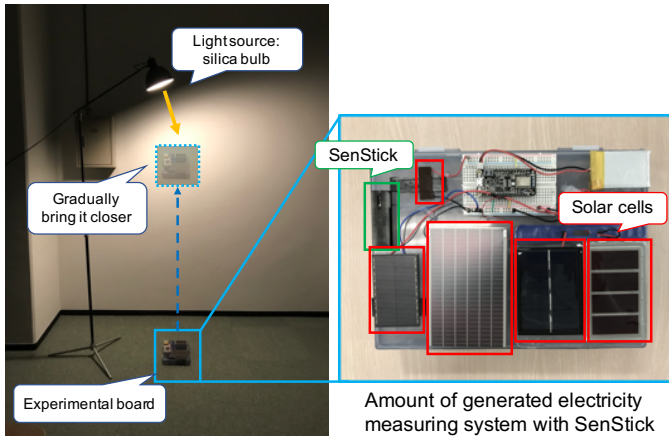 Light source:
silica bulb
Gradually
bring it closer
Experimental board
SenStick
Solar cells
Amount of generated electricity
measuring system with SenStick